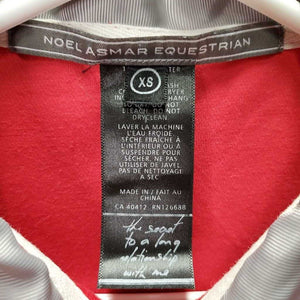 NOEL ASMAR EQUESTRIAN
XS
BLEACH. DO NOT
DRYCLEAN
LAVER LA MACHINE
L'EAU FROIDE.
SÈCHE FRAÎCHE À
L'INTÉRIEUR OU À
SUSPENDRE POUR
SÉCHER. NE PAS
UTILISER DE JAVEL.
PAS DE NETTOYAGE
A SEC
MADE IN / FAIT AU
CHINA
CA 40412 RN126688
the secret
to a long
relationship
with me